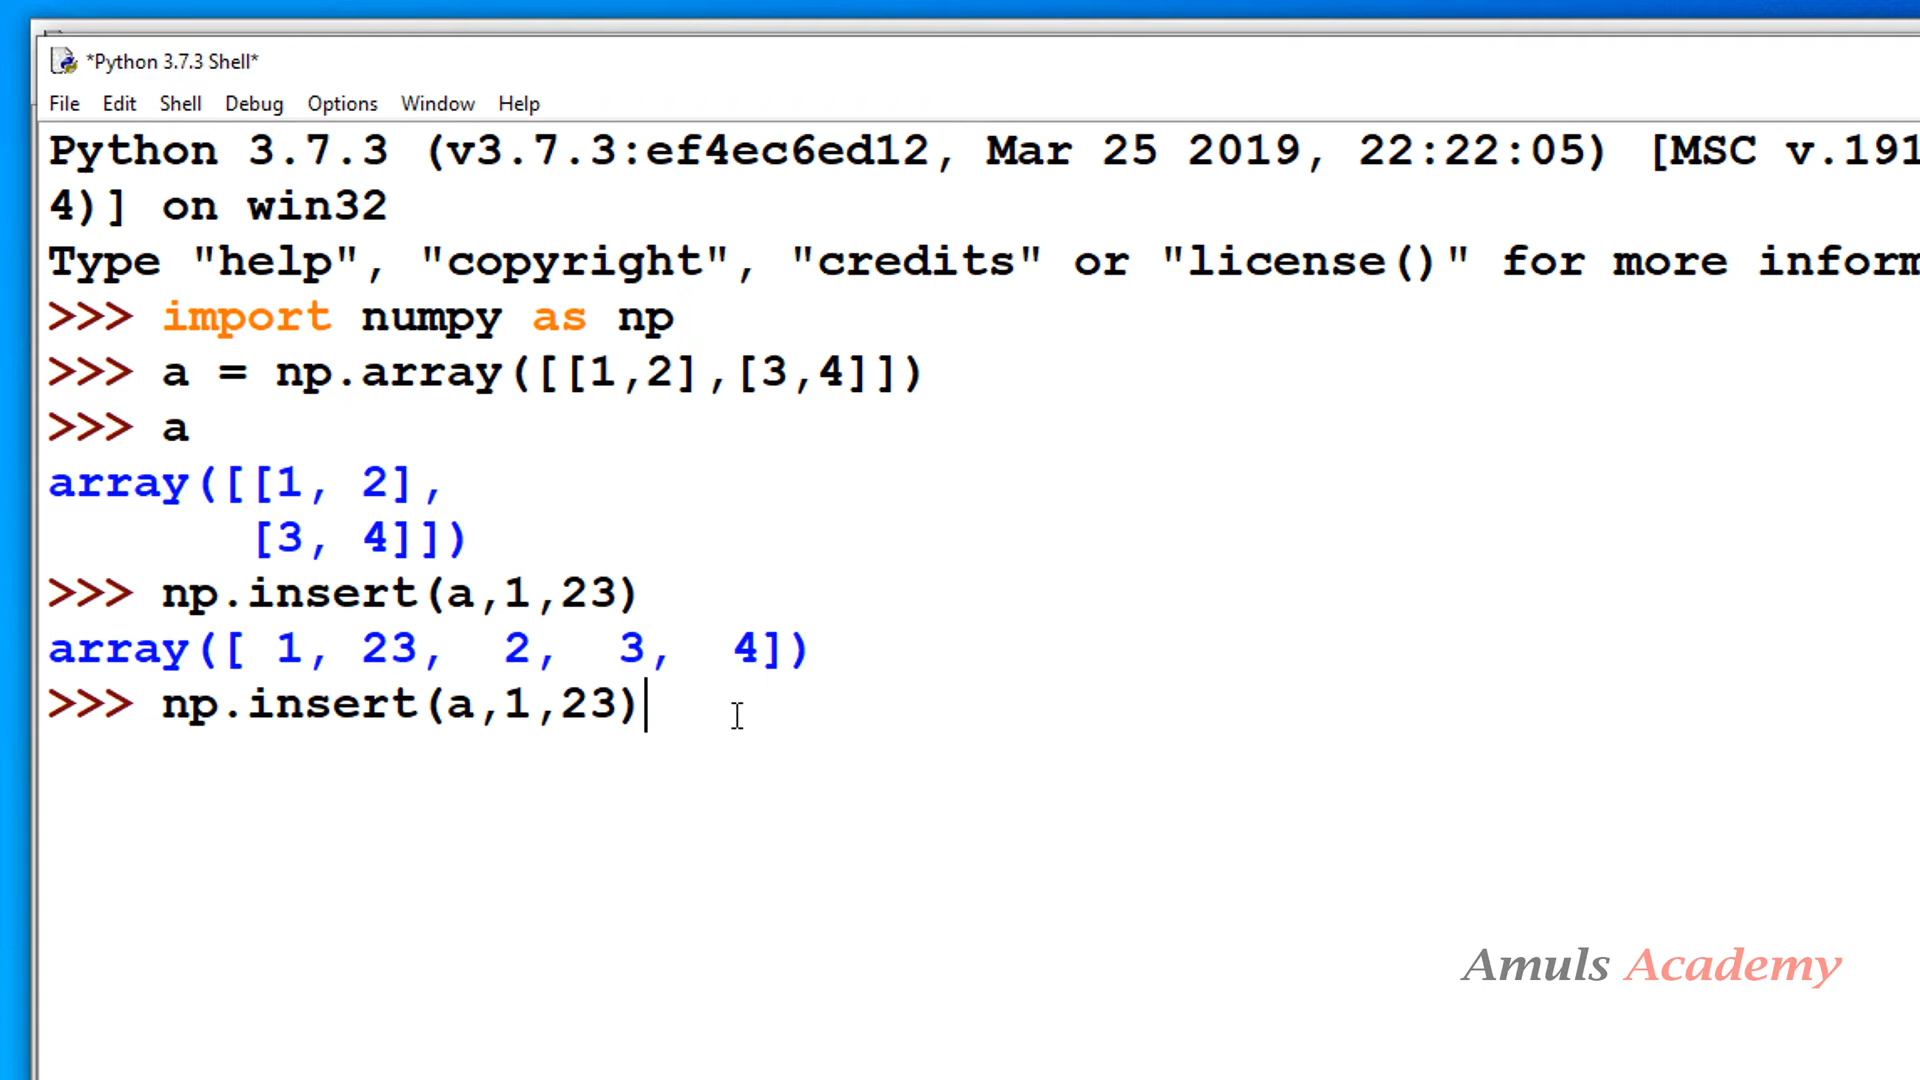 *Python 3.7.3 Shell*
File Edit Shell Debug Options Window Help
Python 3.7.3 (v3.7.3:ef4ec6ed12, Mar 25 2019, 22:22:05) [MSC v.191
4)] on win32
Type "help", "copyright", "credits" or "license()" for more inform
>>> import numpy as np
>>> a = np.array([[1,2],[3,4]])
>>> a
array([[1, 2],
       [3, 4]])
>>> np.insert(a,1,23)
array([ 1, 23,  2,  3,  4])
>>> np.insert(a,1,23)
Amuls Academy